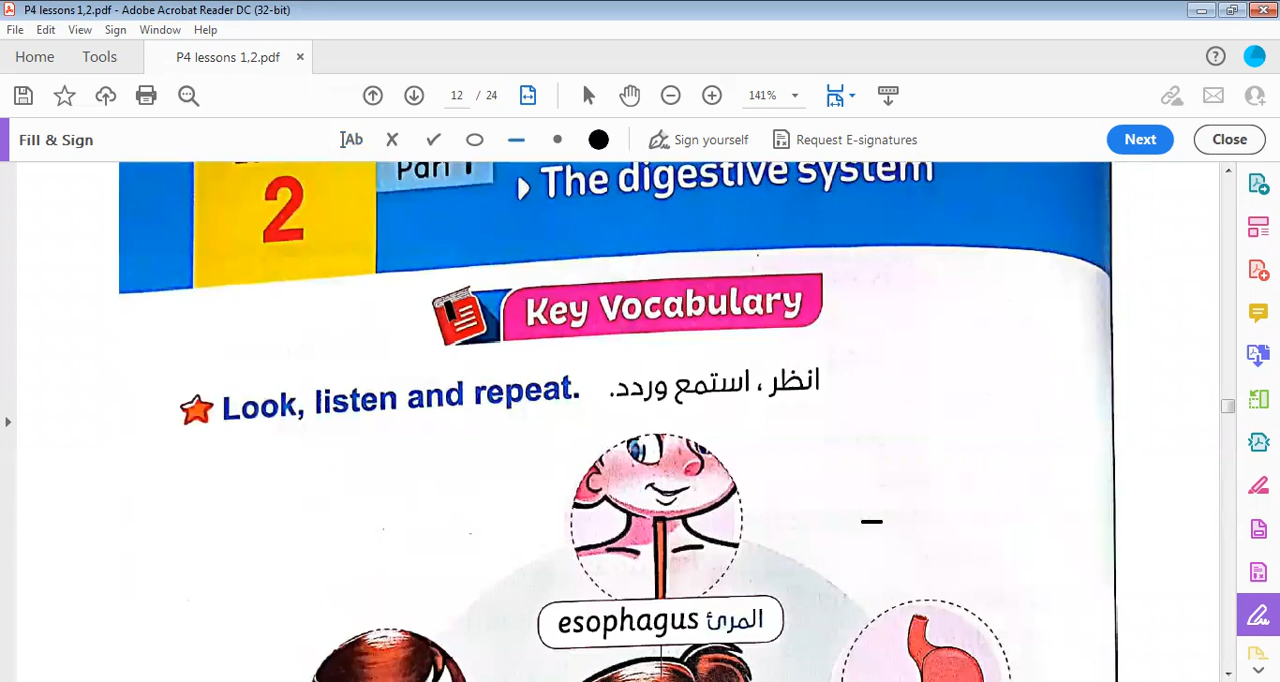 P4 lessons 1,2.pdf - Adobe Acrobat Reader DC (32-bit)
File Edit View Sign Window Help
Home Tools P4 lessons 1,2.pdf ×
12 / 24 141%
Fill & Sign Ab Sign yourself Request E-signatures Next Close
2 Part 1 The digestive system
Key Vocabulary
Look, listen and repeat. انظر ، استمع وردد.
esophagus المرئ